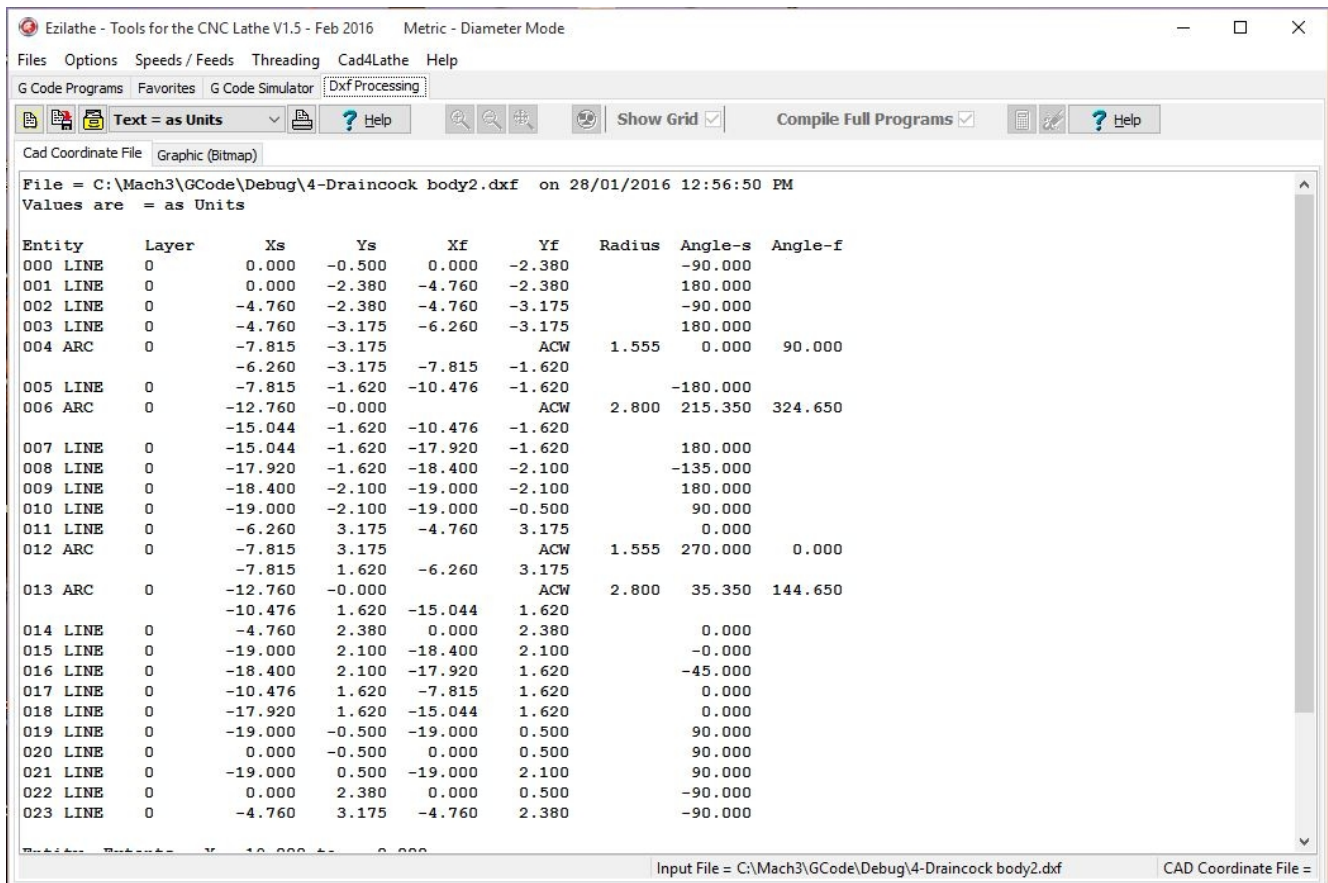 Ezilathe - Tools for the CNC Lathe V1.5 - Feb 2016 Metric - Diameter Mode
Files Options Speeds / Feeds Threading Cad4Lathe Help
G Code Programs Favorites G Code Simulator Dxf Processing
Text = as Units Help Show Grid Compile Full Programs Help
Cad Coordinate File Graphic (Bitmap)
File = C:\Mach3\GCode\Debug\4-Draincock body2.dxf on 28/01/2016 12:56:50 PM
Values are = as Units
Entity Layer Xs Ys Xf Yf Radius Angle-s Angle-f
000 LINE 0 0.000 -0.500 0.000 -2.380 -90.000
001 LINE 0 0.000 -2.380 -4.760 -2.380 180.000
002 LINE 0 -4.760 -2.380 -4.760 -3.175 -90.000
003 LINE 0 -4.760 -3.175 -6.260 -3.175 180.000
004 ARC 0 -7.815 -3.175 ACW 1.555 0.000 90.000
-6.260 -3.175 -7.815 -1.620
005 LINE 0 -7.815 -1.620 -10.476 -1.620 -180.000
006 ARC 0 -12.760 -0.000 ACW 2.800 215.350 324.650
-15.044 -1.620 -10.476 -1.620
007 LINE 0 -15.044 -1.620 -17.920 -1.620 180.000
008 LINE 0 -17.920 -1.620 -18.400 -2.100 -135.000
009 LINE 0 -18.400 -2.100 -19.000 -2.100 180.000
010 LINE 0 -19.000 -2.100 -19.000 -0.500 90.000
011 LINE 0 -6.260 3.175 -4.760 3.175 0.000
012 ARC 0 -7.815 3.175 ACW 1.555 270.000 0.000
-7.815 1.620 -6.260 3.175
013 ARC 0 -12.760 -0.000 ACW 2.800 35.350 144.650
-10.476 1.620 -15.044 1.620
014 LINE 0 -4.760 2.380 0.000 2.380 0.000
015 LINE 0 -19.000 2.100 -18.400 2.100 -0.000
016 LINE 0 -18.400 2.100 -17.920 1.620 -45.000
017 LINE 0 -10.476 1.620 -7.815 1.620 0.000
018 LINE 0 -17.920 1.620 -15.044 1.620 0.000
019 LINE 0 -19.000 -0.500 -19.000 0.500 90.000
020 LINE 0 0.000 -0.500 0.000 0.500 90.000
021 LINE 0 -19.000 0.500 -19.000 2.100 90.000
022 LINE 0 0.000 2.380 0.000 0.500 -90.000
023 LINE 0 -4.760 3.175 -4.760 2.380 -90.000
Input File = C:\Mach3\GCode\Debug\4-Draincock body2.dxf CAD Coordinate File =